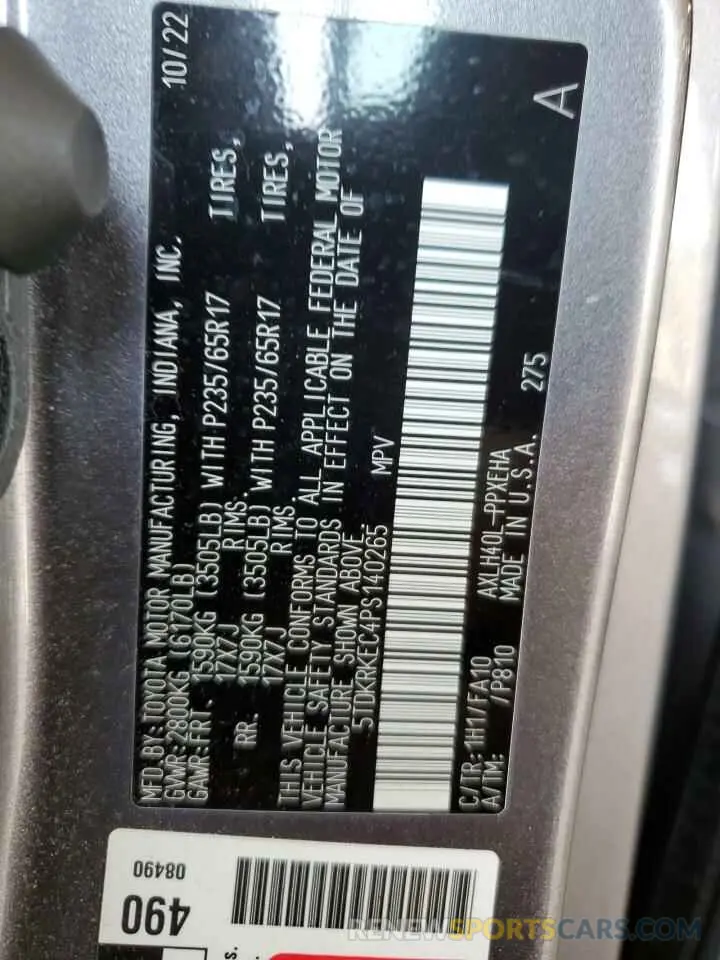 MFD.BY:TOYOTA MOTOR MANUFACTURING, INDIANA, INC. 10/22
GVWR:2800KG (6170LB)
GAWR:FRT 1590KG (3505LB) WITH P235/65R17 TIRES,
17X7J RIMS
RR. 1590KG (3505LB) WITH P235/65R17 TIRES,
17X7J RIMS
THIS VEHICLE CONFORMS TO ALL APPLICABLE FEDERAL MOTOR
VEHICLE SAFETY STANDARDS IN EFFECT ON THE DATE OF
MANUFACTURE SHOWN ABOVE.
5TDKRKEC4PS140265 MPV
C/TR:1H1/FA10 AXLH40L-PPXEHA 275
A/TM: /P810 MADE IN U.S.A.
A
08490
490
s.
RENEWSPORTSCARS.COM